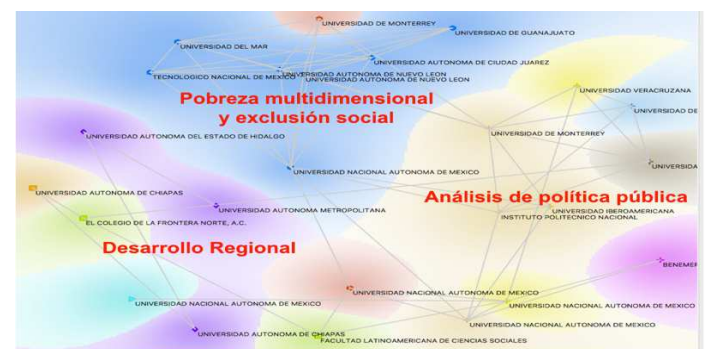 UNIVERSIDAD DE MONTERREY
UNIVERSIDAD DE GUANAJUATO
UNIVERSIDAD DEL MAR
UNIVERSIDAD AUTONOMA DE CIUDAD JUAREZ
TECNOLOGICO NACIONAL DE MEXICO
UNIVERSIDAD AUTONOMA DE NUEVO LEON
UNIVERSIDAD AUTONOMA DE NUEVO LEON
UNIVERSIDAD VERACRUZANA
Pobreza multidimensional
y exclusión social
UNIVERSIDAD DE
UNIVERSIDAD AUTONOMA DEL ESTADO DE HIDALGO
UNIVERSIDAD DE MONTERREY
UNIVERSIDAD NACIONAL AUTONOMA DE MEXICO
UNIVERSIDA
UNIVERSIDAD AUTONOMA DE CHIAPAS
Análisis de política pública
UNIVERSIDAD AUTONOMA METROPOLITANA
UNIVERSIDAD IBEROAMERICANA
INSTITUTO POLITECNICO NACIONAL
EL COLEGIO DE LA FRONTERA NORTE, A.C.
Desarrollo Regional
BENEMER
UNIVERSIDAD NACIONAL AUTONOMA DE MEXICO
UNIVERSIDAD NACIONAL AUTONOMA DE MEXICO
UNIVERSIDAD NACIONAL AUTONOMA DE MEXICO
UNIVERSIDAD NACIONAL AUTONOMA DE MEXICO
UNIVERSIDAD AUTONOMA DE CHIAPAS
FACULTAD LATINOAMERICANA DE CIENCIAS SOCIALES